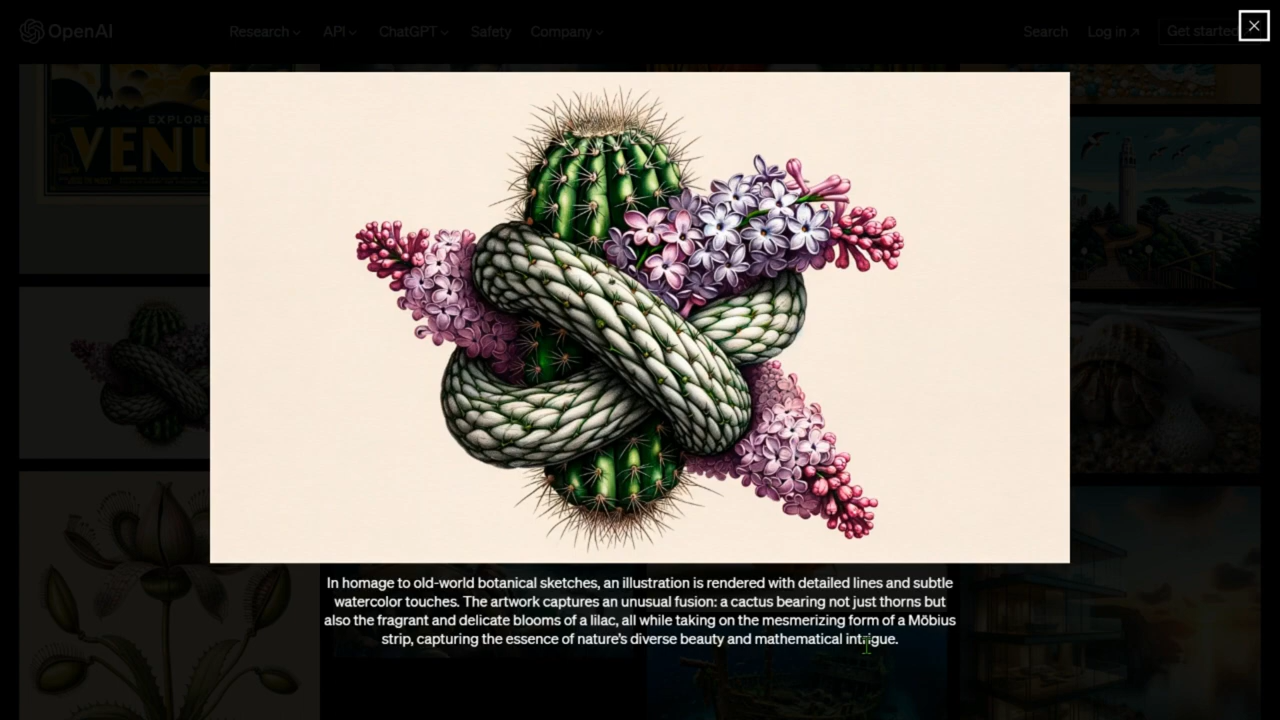 OpenAI
Research
API
ChatGPT
Safety
Company
Search
Log in ↗
Get started
EXPLORE
VENU
In homage to old-world botanical sketches, an illustration is rendered with detailed lines and subtle
watercolor touches. The artwork captures an unusual fusion: a cactus bearing not just thorns but
also the fragrant and delicate blooms of a lilac, all while taking on the mesmerizing form of a Möbius
strip, capturing the essence of nature's diverse beauty and mathematical intrigue.